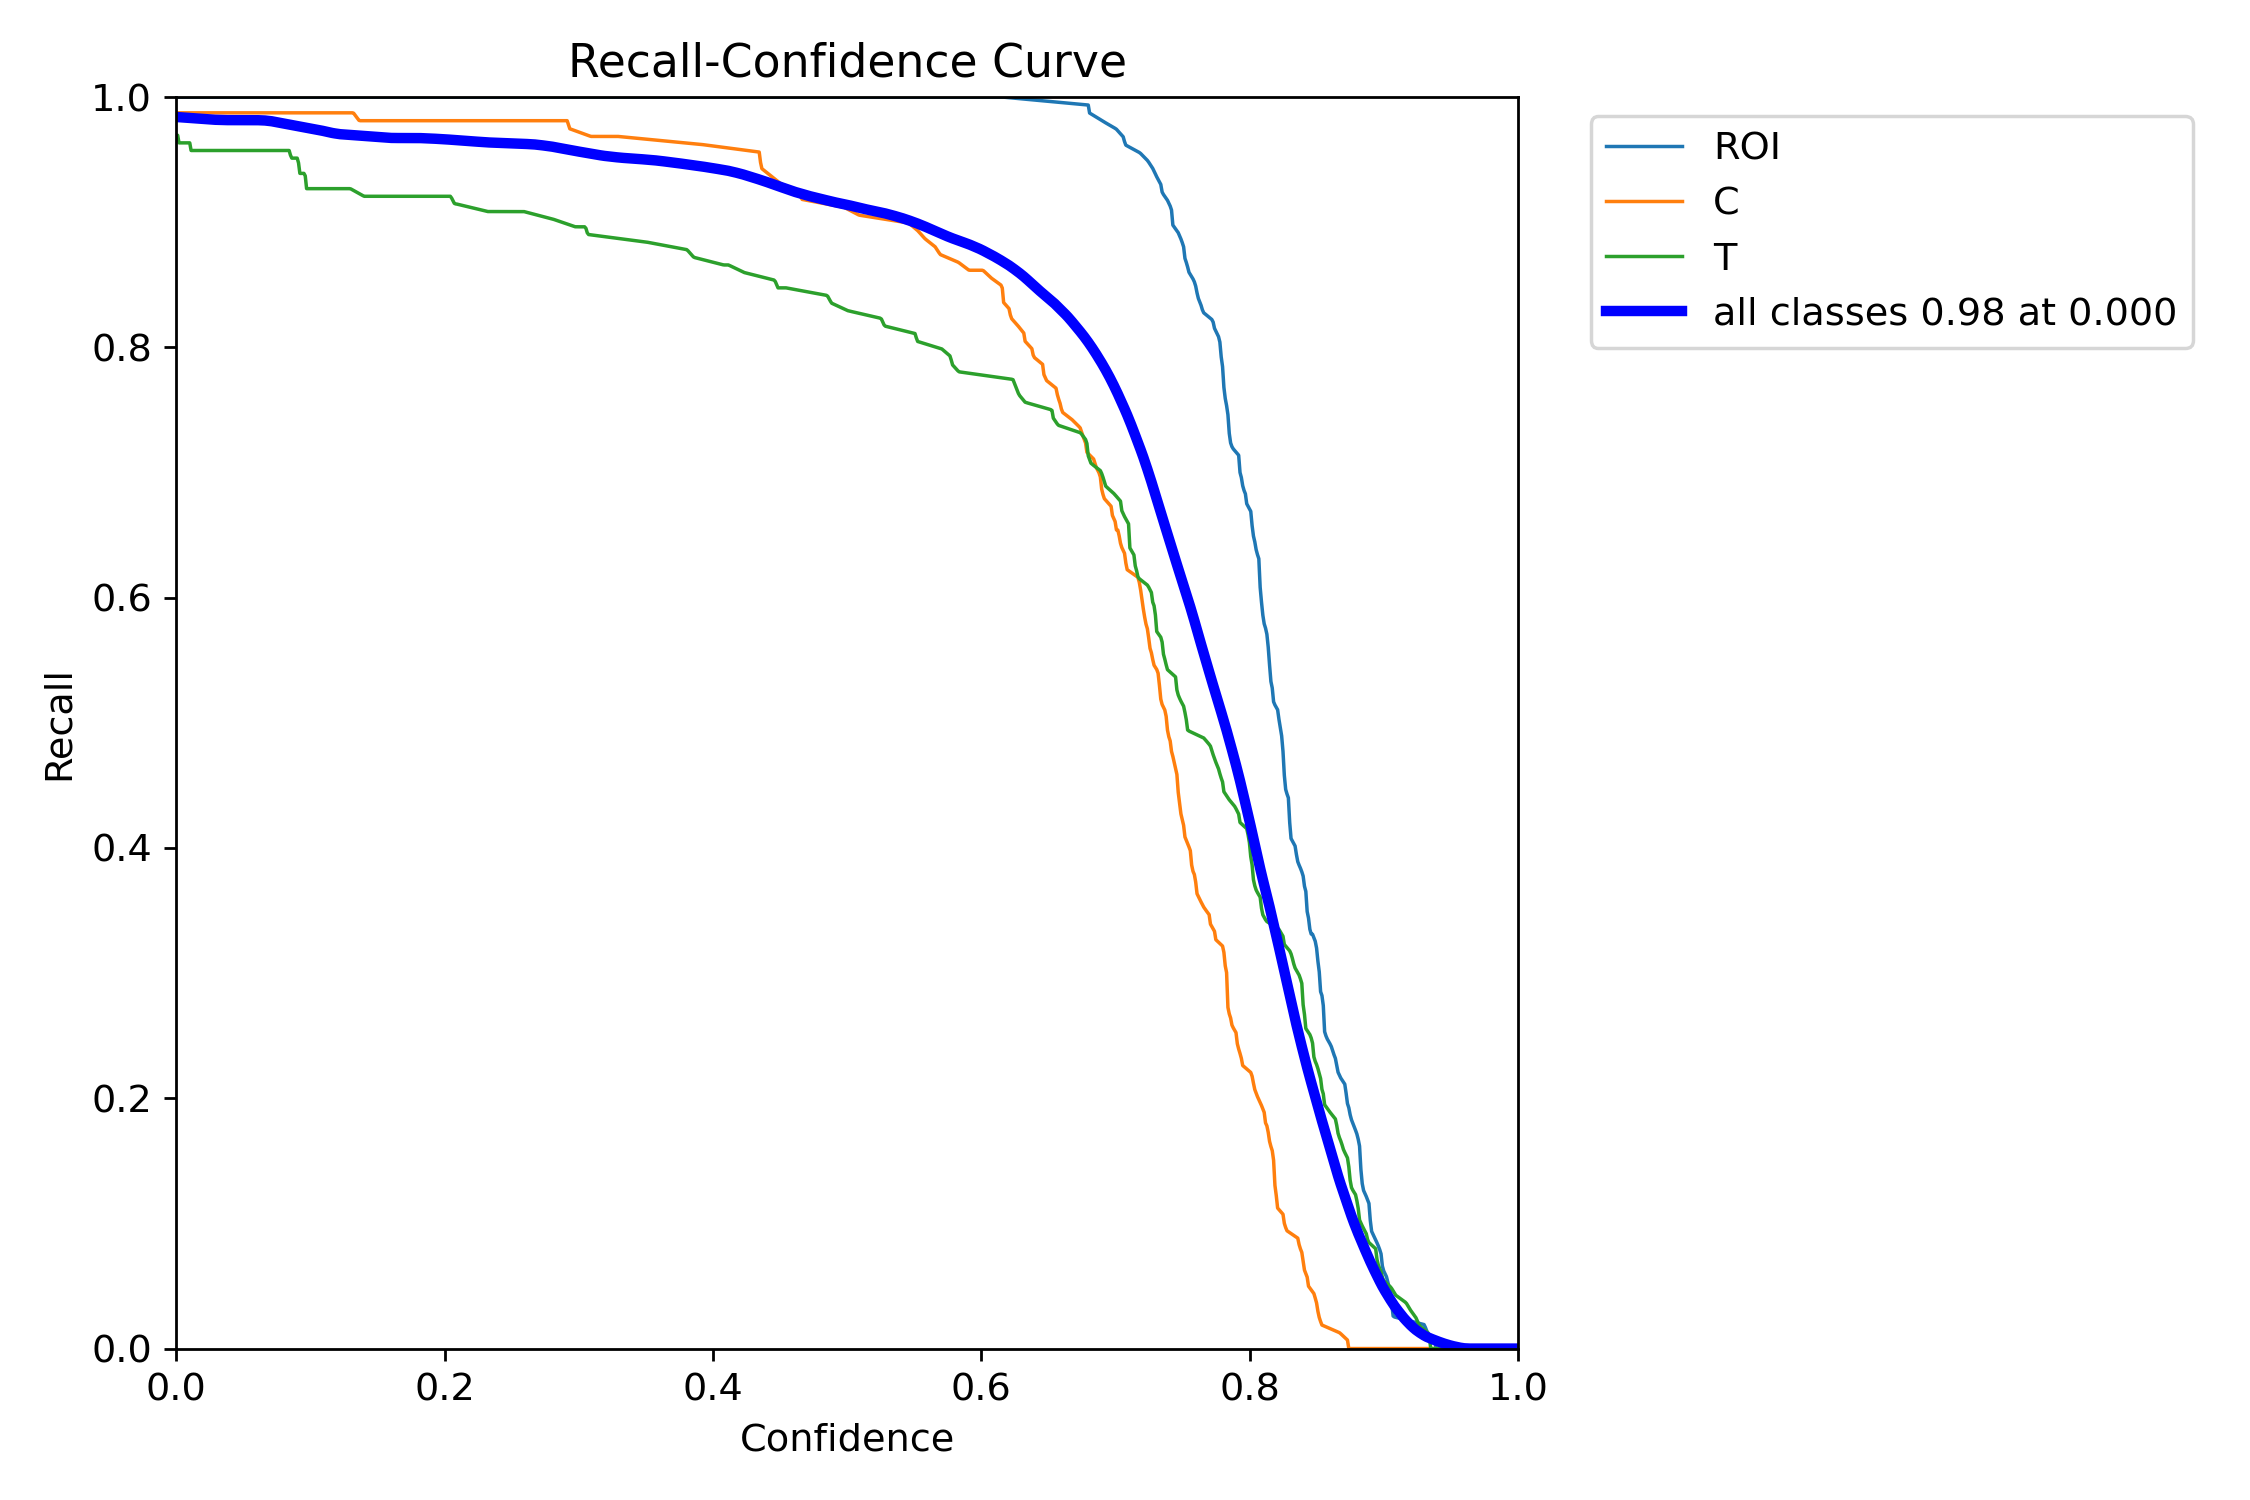 Recall-Confidence Curve
1.0
0.8
0.6
0.4
0.2
0.0
Recall
0.0 0.2 0.4 0.6 0.8 1.0
Confidence
ROI
C
T
all classes 0.98 at 0.000